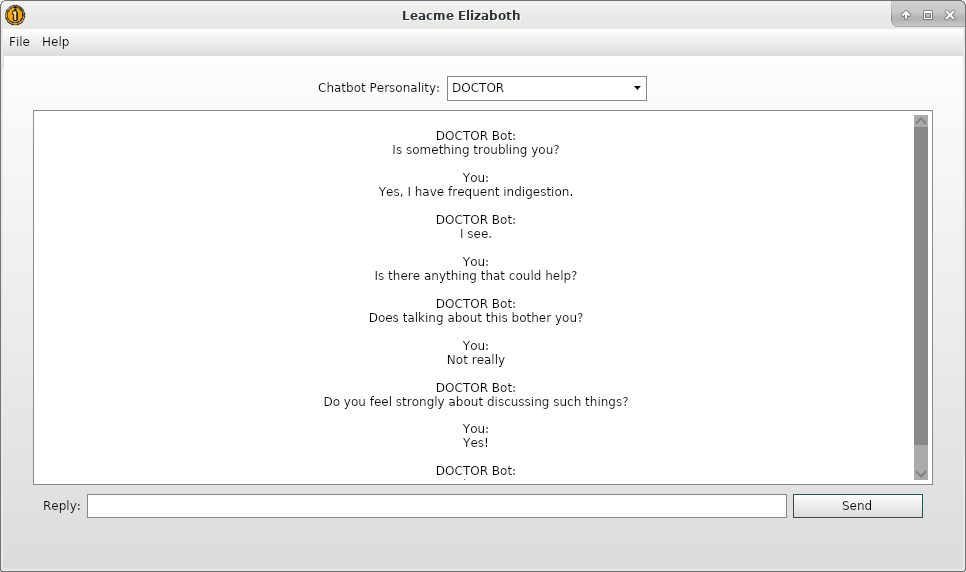 Leacme Elizaboth
File Help
Chatbot Personality: DOCTOR
DOCTOR Bot:
Is something troubling you?
You:
Yes, I have frequent indigestion.
DOCTOR Bot:
I see.
You:
Is there anything that could help?
DOCTOR Bot:
Does talking about this bother you?
You:
Not really
DOCTOR Bot:
Do you feel strongly about discussing such things?
You:
Yes!
DOCTOR Bot:
Reply:
Send